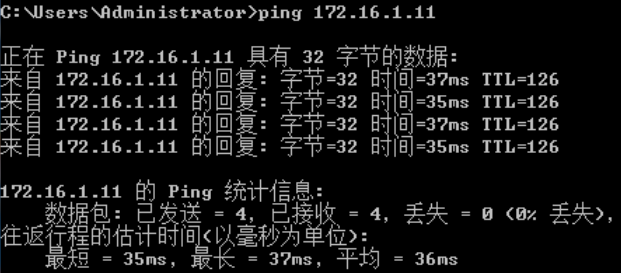 C:\Users\Administrator>ping 172.16.1.11
正在 Ping 172.16.1.11 具有 32 字节的数据:
来自 172.16.1.11 的回复: 字节=32 时间=37ms TTL=126
来自 172.16.1.11 的回复: 字节=32 时间=35ms TTL=126
来自 172.16.1.11 的回复: 字节=32 时间=37ms TTL=126
来自 172.16.1.11 的回复: 字节=32 时间=35ms TTL=126
172.16.1.11 的 Ping 统计信息:
数据包: 已发送 = 4, 已接收 = 4, 丢失 = 0 (0% 丢失),
往返行程的估计时间(以毫秒为单位):
最短 = 35ms, 最长 = 37ms, 平均 = 36ms